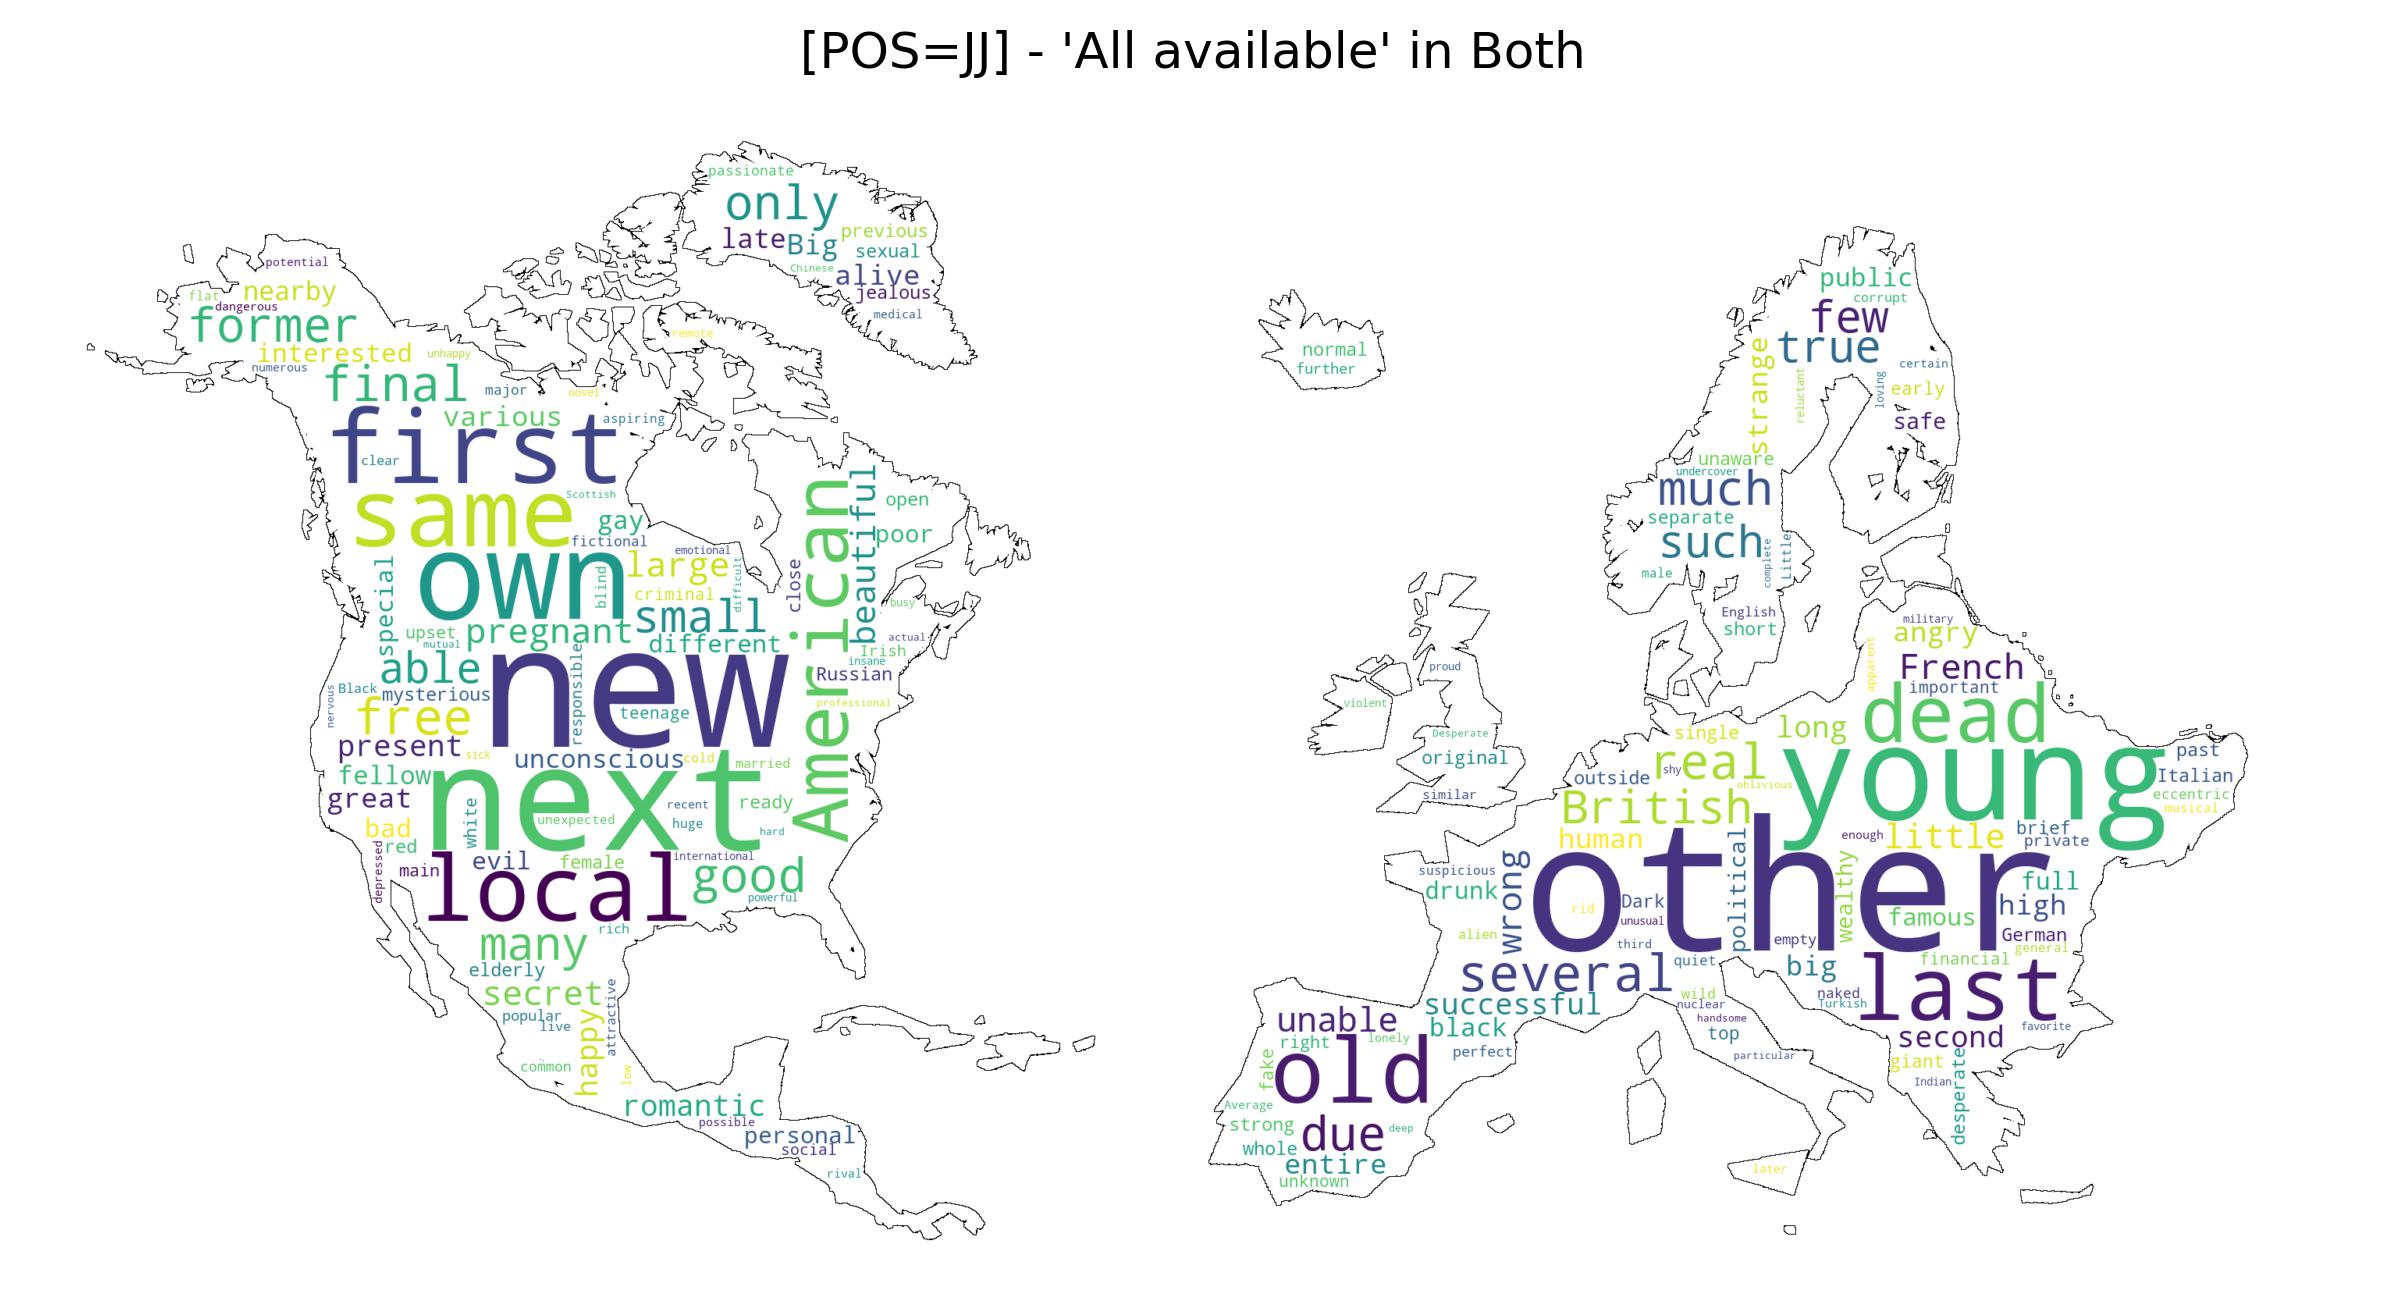 [POS=JJ] - 'All available' in Both
passionate
only
late Big previous
sexual
Chinese alive
jealous
medical
potential
flat nearby
dangerous
former
remote
interested unhappy
numerous
final major novel
various aspiring
first
clear
same Scottish
gay
fictional
own
large emotional
special
blind
criminal
difficult
close
small
American
beautiful
open
poor
busy
actual
Irish
insane
Russian
professional
upset pregnant different
mutual
able
new
Black mysterious
nervous
responsible
teenage
free
present
sick unconscious cold married
fellow
next
great
recent ready
white
unexpected huge hard
bad
red
depressed
main evil female international
local good
powerful
rich
many
elderly
secret
attractive
popular
live
happy
common
low
romantic
possible
personal
social
rival
normal
further
public
corrupt
few
true
strange
reluctant
loving
certain
early
safe
unaware
undercover
much
separate
such
complete
Little
male
English
short
proud
violent
Desperate
original
similar
military
angry
apparent
French
important
dead
long
single
real
young
outside shy
oblivious
past
Italian
eccentric
musical
British
human
enough little brief
private
wrong
other
political
wealthy
suspicious
drunk
rid Dark
unusual
alien
third
empty
famous
full
high
German
general
financial
several quiet big
last
naked
Turkish
successful
wild
nuclear
handsome
black
top
perfect
particular
second
favorite
giant
Indian
desperate
unable
right lonely
fake
old
Average
strong due deep
whole
entire
unknown
later